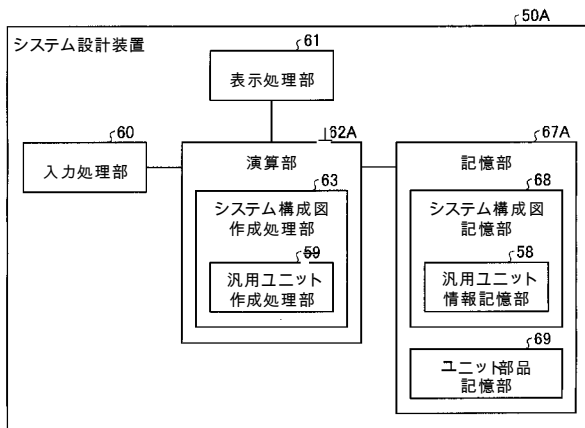 50A
システム設計装置
61
表示処理部
60
入力処理部
62A
演算部
63
システム構成図
作成処理部
59
汎用ユニット
作成処理部
67A
記憶部
68
システム構成図
記憶部
58
汎用ユニット
情報記憶部
69
ユニット部品
記憶部